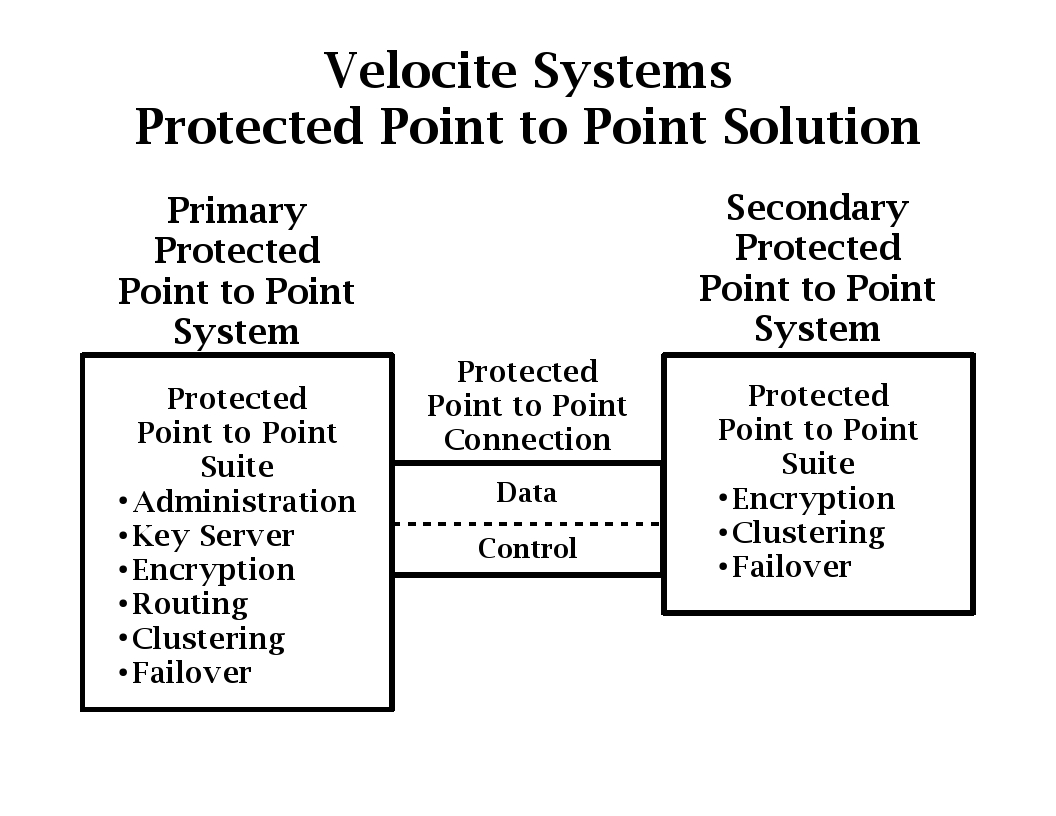 Velocite Systems
Protected Point to Point Solution
Primary
Protected
Point to Point
System
Protected
Point to Point
Suite
•Administration
•Key Server
•Encryption
•Routing
•Clustering
•Failover
Protected
Point to Point
Connection
Data
Control
Secondary
Protected
Point to Point
System
Protected
Point to Point
Suite
•Encryption
•Clustering
•Failover